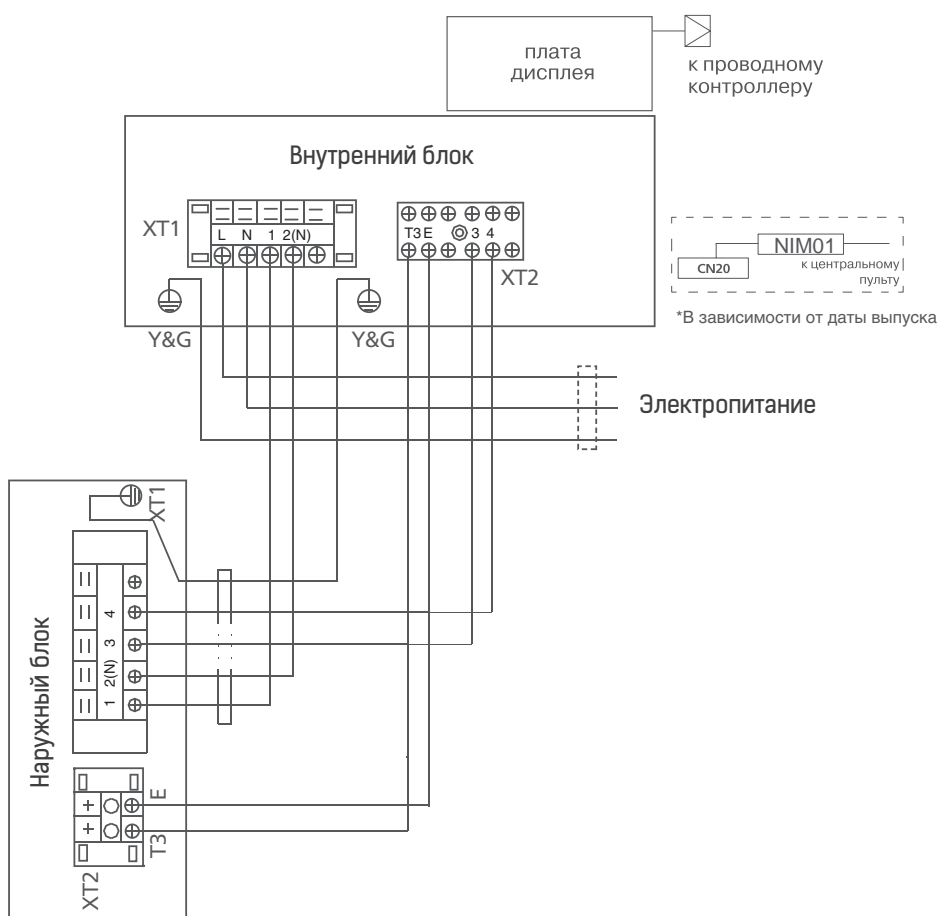 плата
дисплея
к проводному
контроллеру
Внутренний блок
XT1
L N 1 2(N)
T3 E 3 4
XT2
Y&G
Y&G
NIM01
CN20
к центральному
пульту
*В зависимости от даты выпуска
Электропитание
Наружный блок
XT1
4
3
2(N)
1
E
T3
XT2